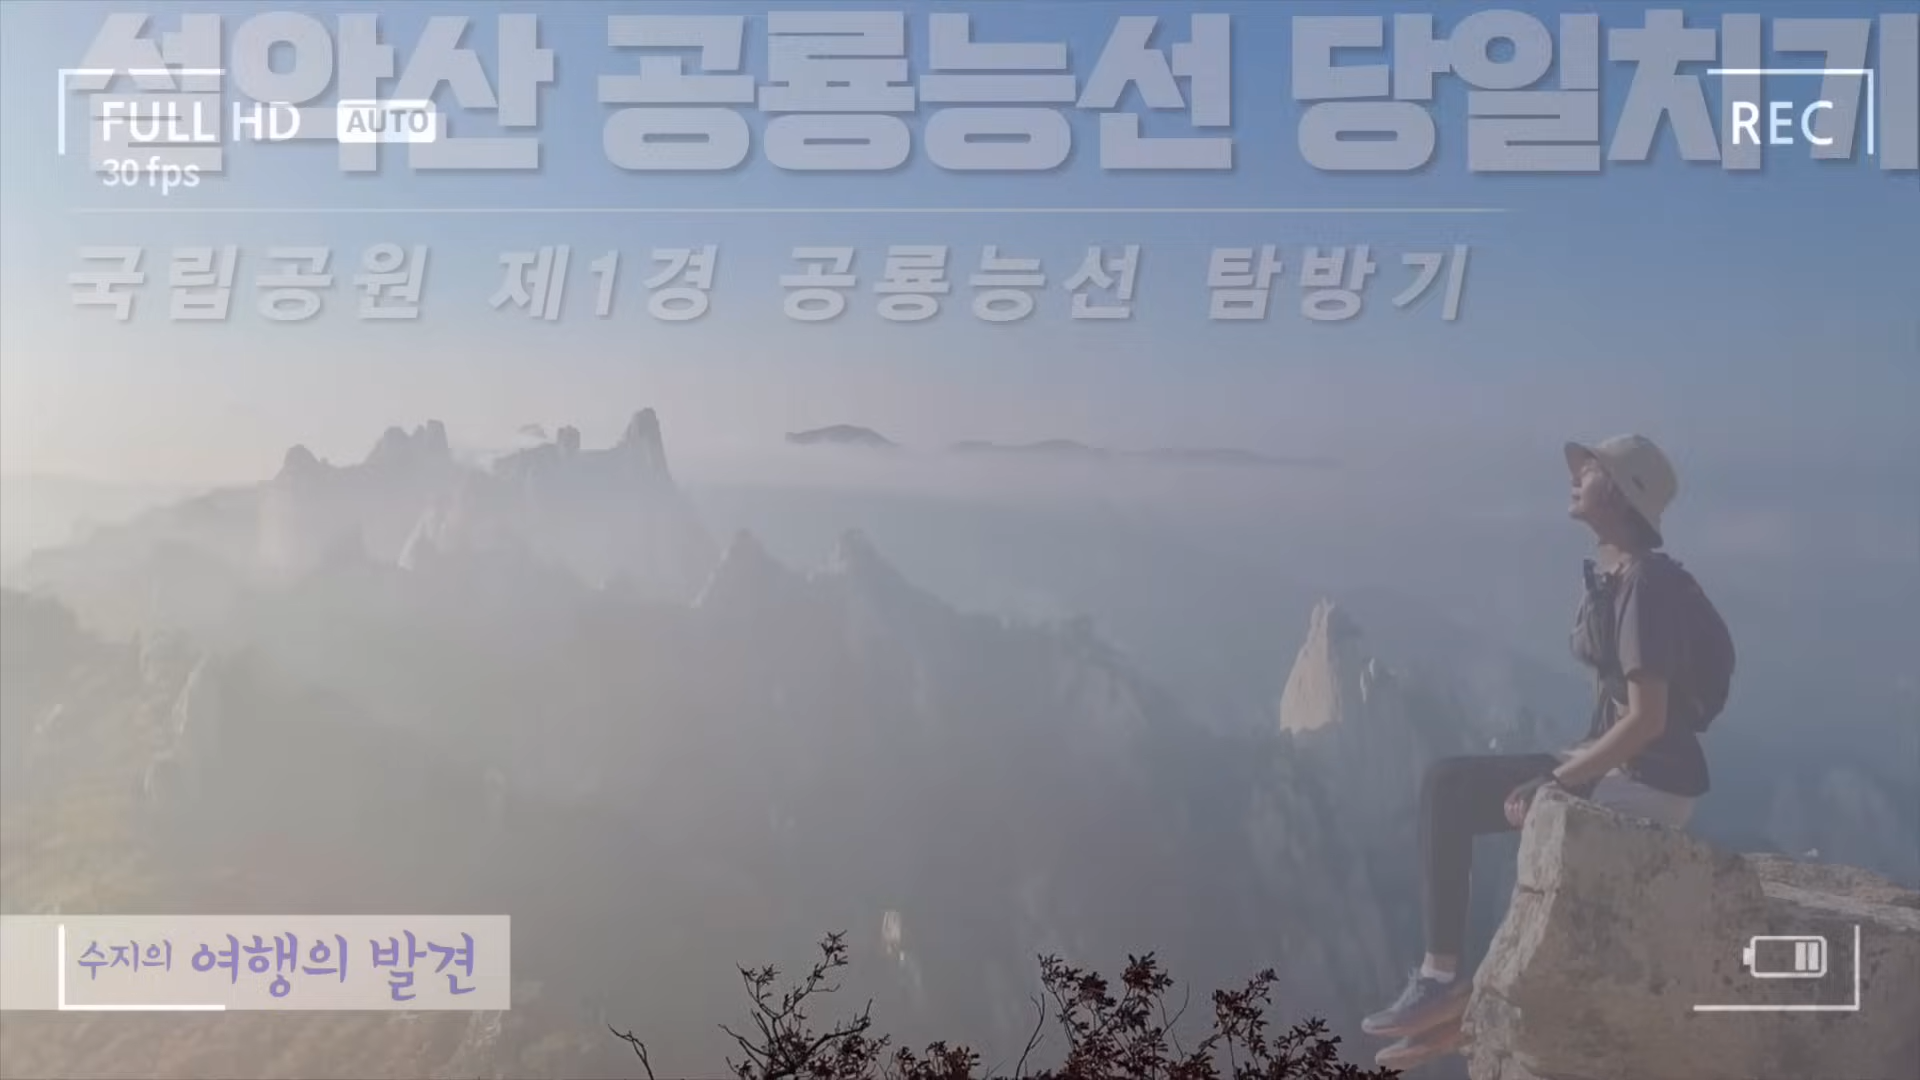 설악산 공룡능선 당일치기
FULL HD AUTO
REC
30 fps
국립공원 제1경 공룡능선 탐방기
수지의 여행의 발견